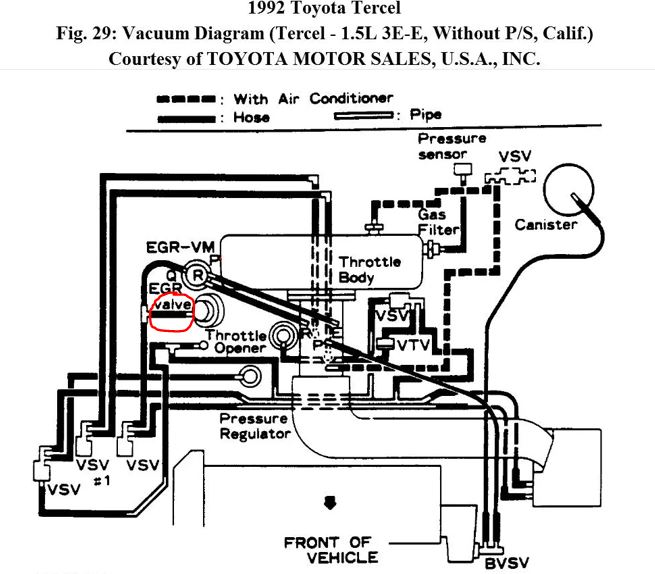 1992 Toyota Tercel
Fig. 29: Vacuum Diagram (Tercel - 1.5L 3E-E, Without P/S, Calif.)
Courtesy of TOYOTA MOTOR SALES, U.S.A., INC.
: With Air Conditioner
: Hose
: Pipe
Pressure
sensor
VSV
Gas
Filter
Canister
EGR-VM
P
Q
R
Throttle
Body
EGR
valve
VSV
Throttle
Opener
R
P
VTV
Pressure
Regulator
VSV
#1
VSV
VSV
FRONT OF
VEHICLE
BVSV